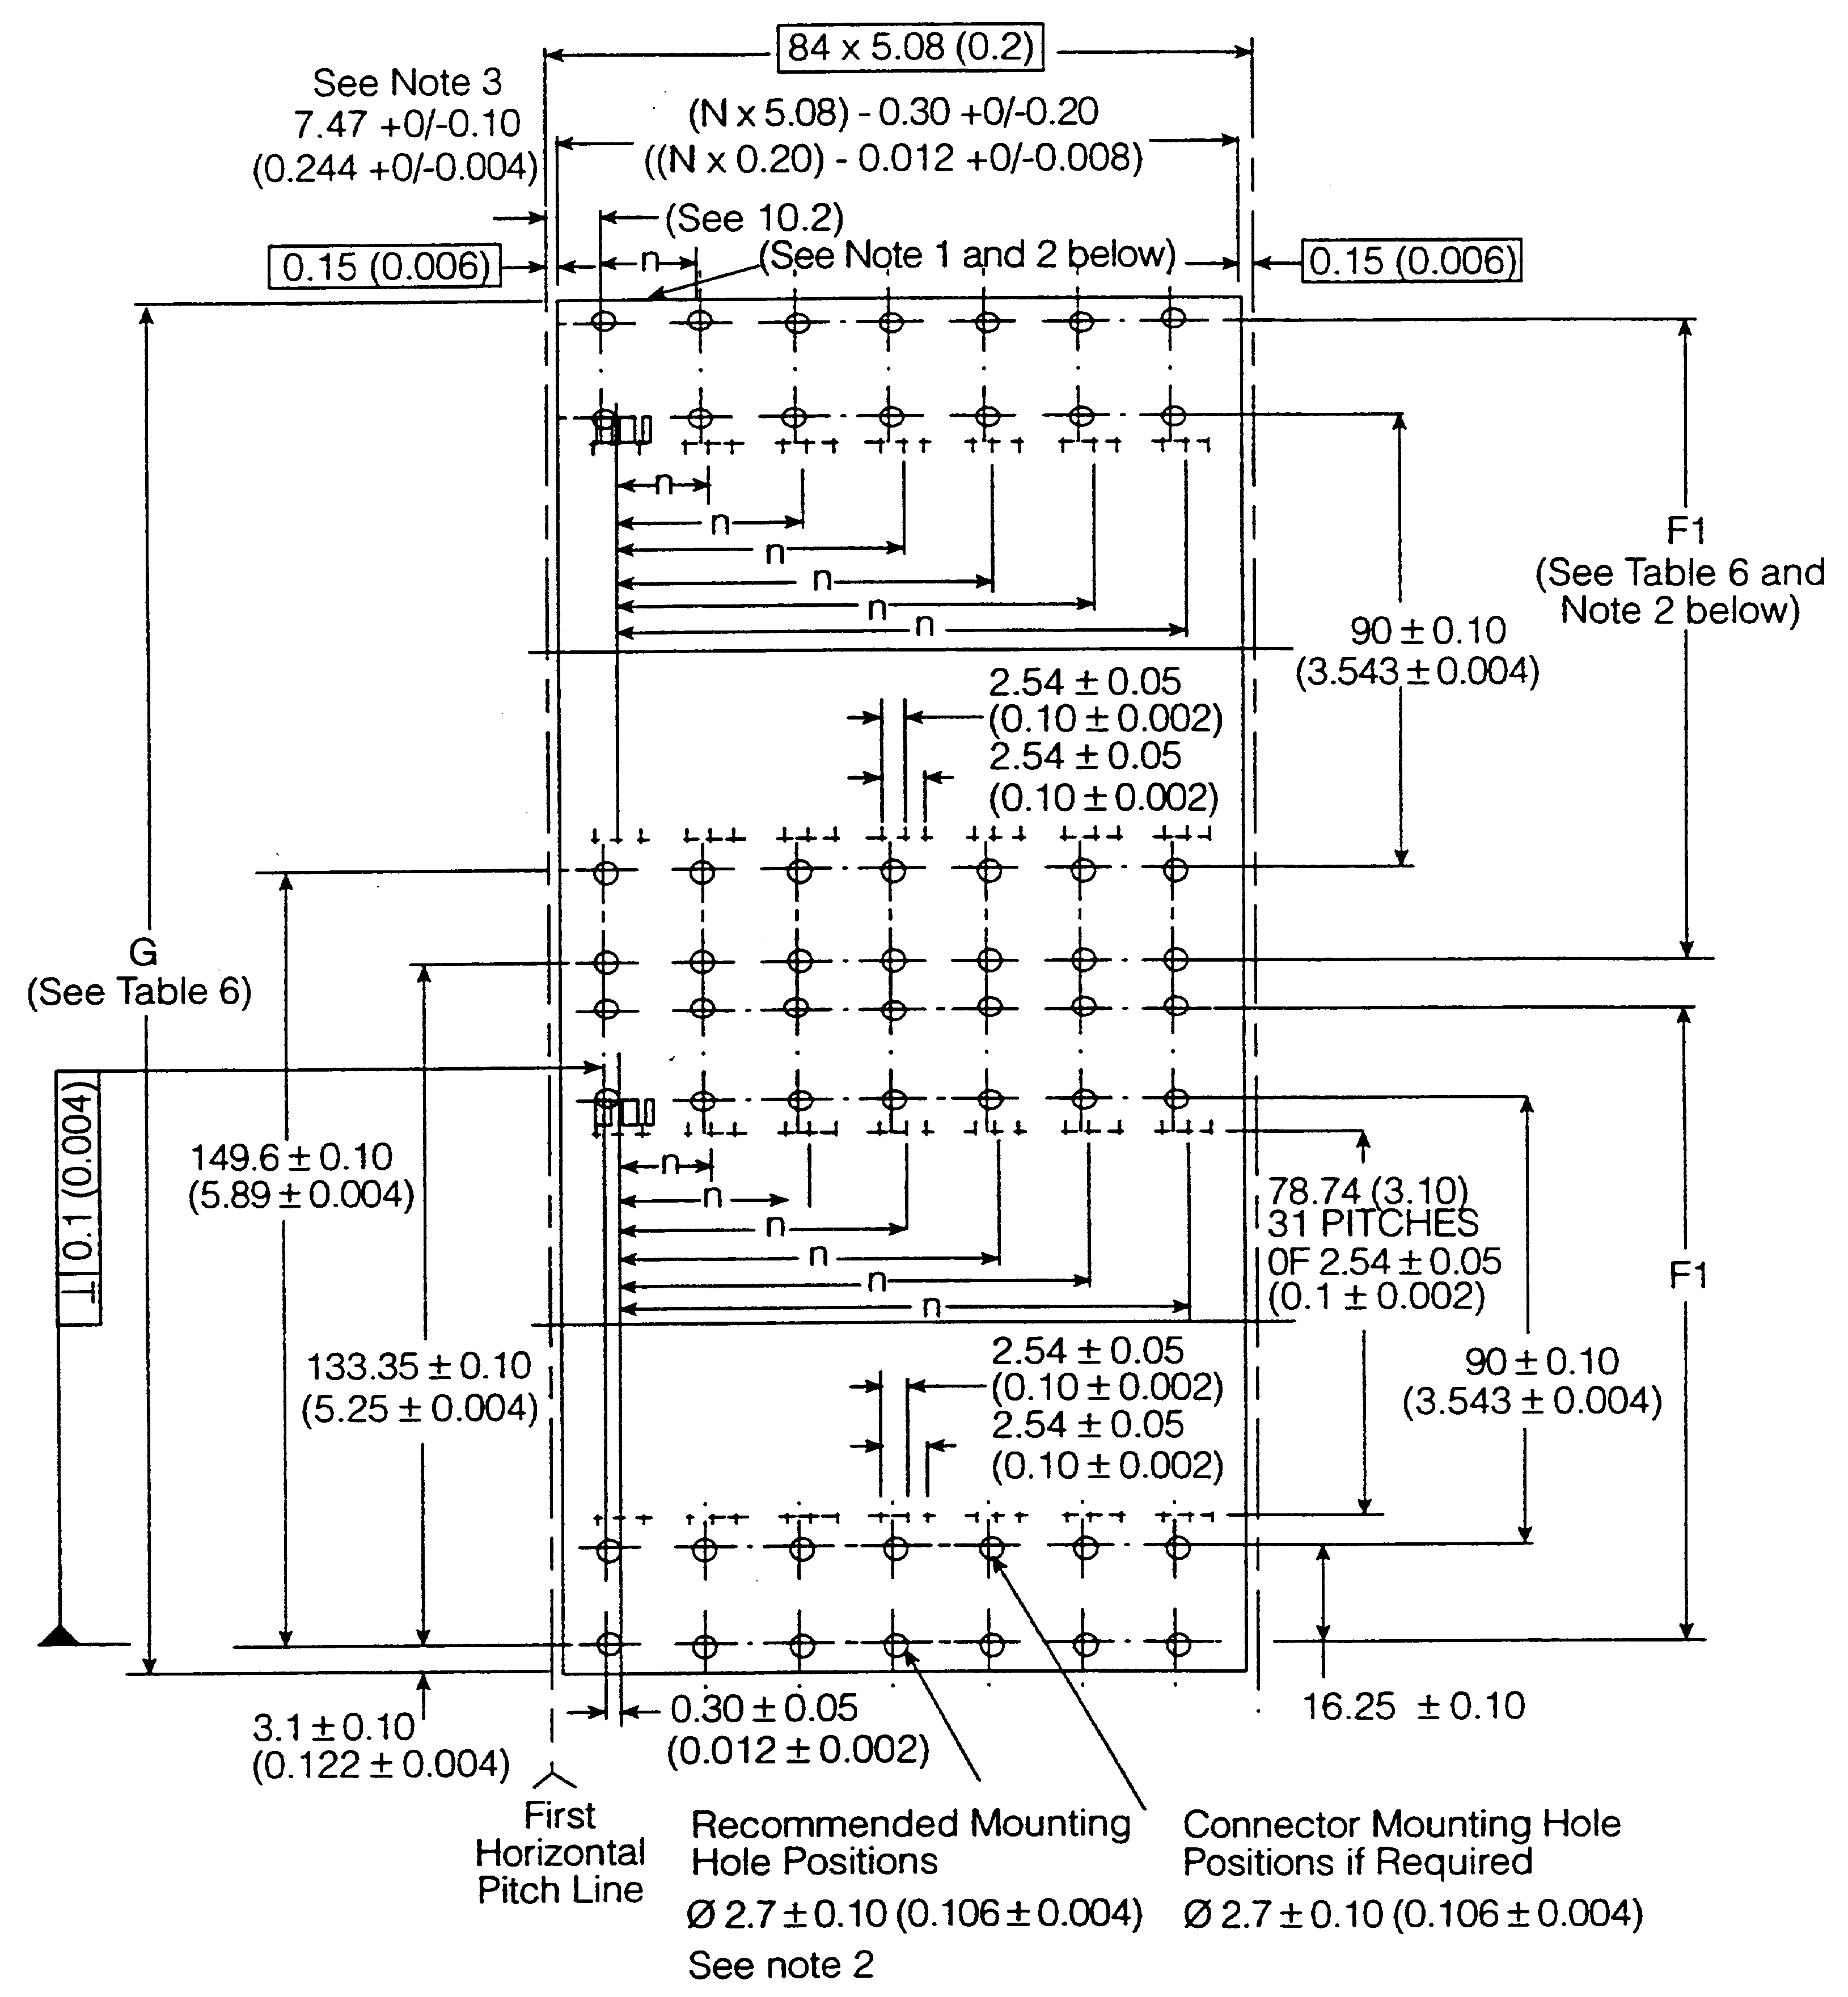 84 x 5.08 (0.2)
See Note 3
7.47 +0/-0.10
(0.244 +0/-0.004)
(N x 5.08) - 0.30 +0/-0.20
((N x 0.20) - 0.012 +0/-0.008)
(See 10.2)
0.15 (0.006)
n
(See Note 1 and 2 below)
0.15 (0.006)
n
n
n
n
n
n
F1
(See Table 6 and
Note 2 below)
90 ± 0.10
(3.543 ± 0.004)
2.54 ± 0.05
(0.10 ± 0.002)
2.54 ± 0.05
(0.10 ± 0.002)
G
(See Table 6)
⊥ 0.1 (0.004)
149.6 ± 0.10
(5.89 ± 0.004)
n
n
n
n
n
n
78.74 (3.10)
31 PITCHES
0F 2.54 ± 0.05
(0.1 ± 0.002)
F1
133.35 ± 0.10
(5.25 ± 0.004)
2.54 ± 0.05
(0.10 ± 0.002)
2.54 ± 0.05
(0.10 ± 0.002)
90 ± 0.10
(3.543 ± 0.004)
3.1 ± 0.10
(0.122 ± 0.004)
0.30 ± 0.05
(0.012 ± 0.002)
16.25 ± 0.10
First
Horizontal
Pitch Line
Recommended Mounting
Hole Positions
Ø 2.7 ± 0.10 (0.106 ± 0.004)
See note 2
Connector Mounting Hole
Positions if Required
Ø 2.7 ± 0.10 (0.106 ± 0.004)